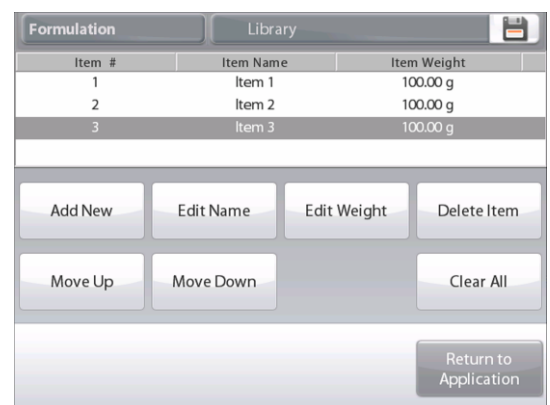 Formulation Library
Item # Item Name Item Weight
1 Item 1 100.00 g
2 Item 2 100.00 g
3 Item 3 100.00 g
Add New Edit Name Edit Weight Delete Item
Move Up Move Down Clear All
Return to
Application